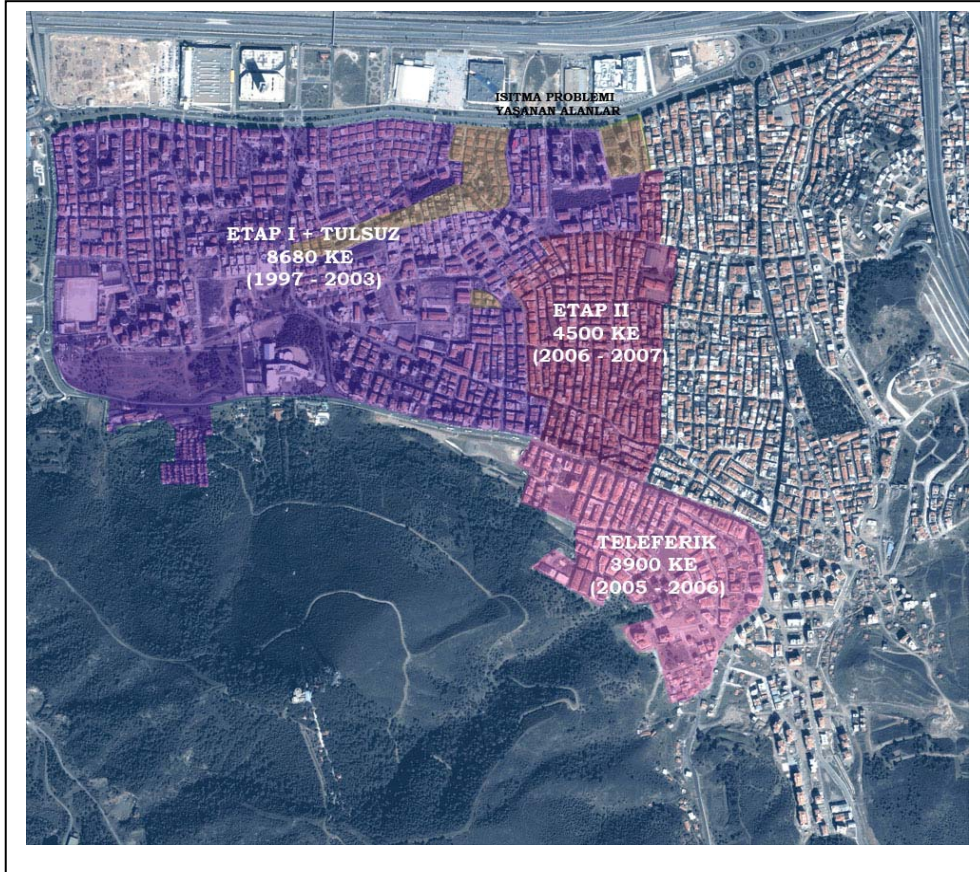 ISITMA PROBLEMI
YAŞANAN ALANLAR
ETAP I + TULSUZ
8680 KE
(1997 - 2003)
ETAP II
4500 KE
(2006 - 2007)
TELEFERIK
3900 KE
(2005 - 2006)